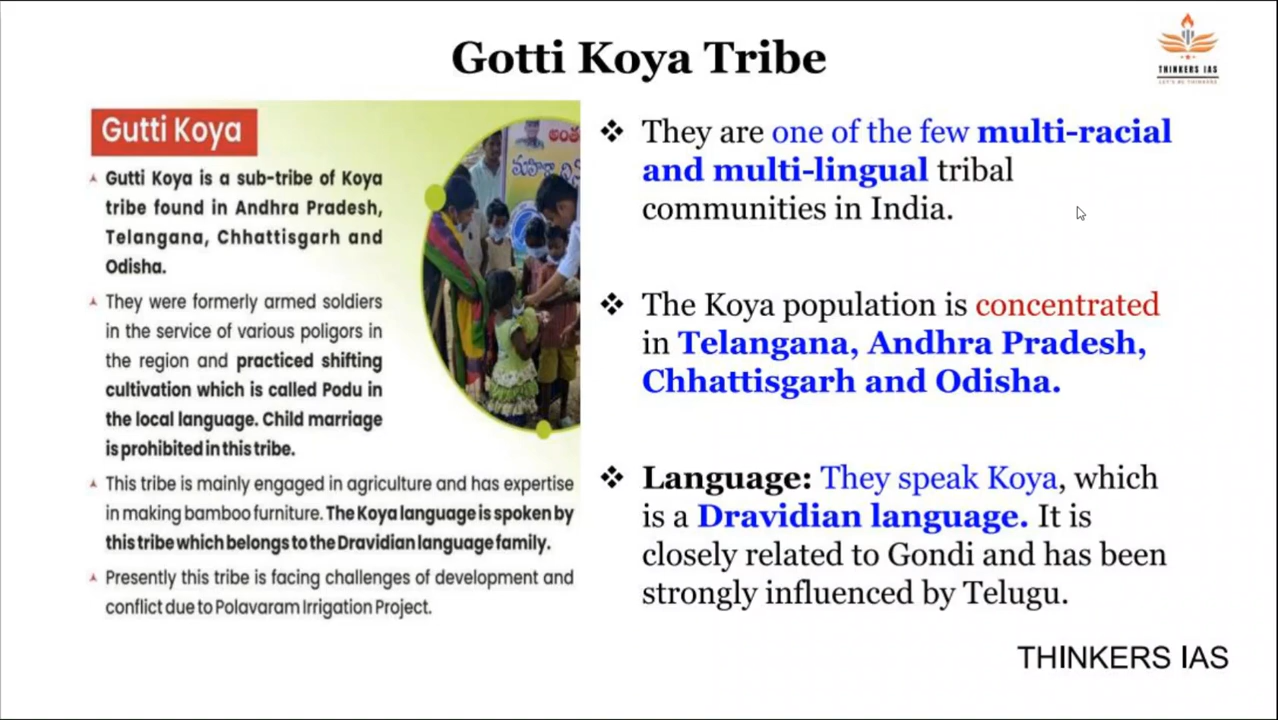 Gotti Koya Tribe
THINKERS IAS
LET'S BE THINKERS
Gutti Koya
Gutti Koya is a sub-tribe of Koya
tribe found in Andhra Pradesh,
Telangana, Chhattisgarh and
Odisha.
They were formerly armed soldiers
in the service of various poligors in
the region and practiced shifting
cultivation which is called Podu in
the local language. Child marriage
is prohibited in this tribe.
This tribe is mainly engaged in agriculture and has expertise
in making bamboo furniture. The Koya language is spoken by
this tribe which belongs to the Dravidian language family.
Presently this tribe is facing challenges of development and
conflict due to Polavaram Irrigation Project.
❖ They are one of the few multi-racial
and multi-lingual tribal
communities in India.
❖ The Koya population is concentrated
in Telangana, Andhra Pradesh,
Chhattisgarh and Odisha.
❖ Language: They speak Koya, which
is a Dravidian language. It is
closely related to Gondi and has been
strongly influenced by Telugu.
THINKERS IAS